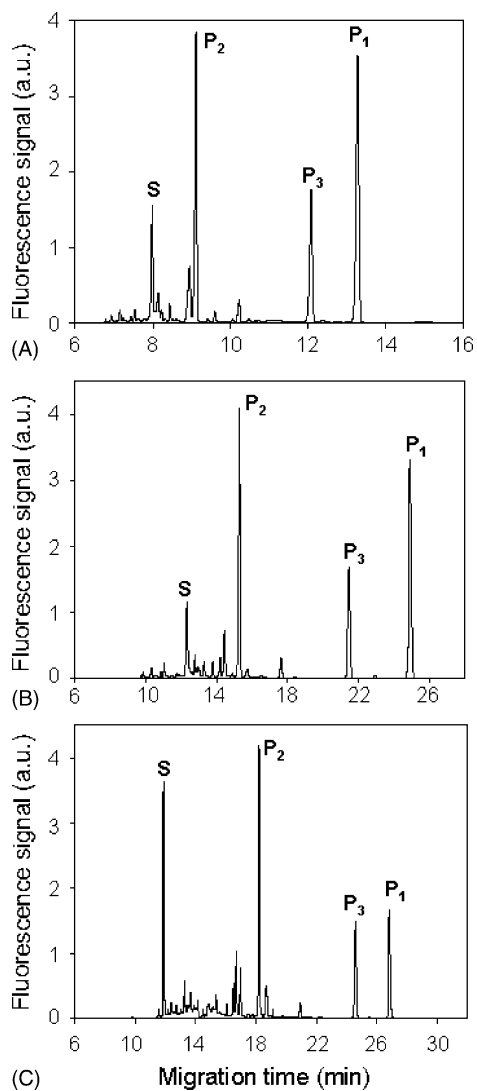 Fluorescence signal (a.u.)
4
3
2
1
0
S
P2
P3
P1
6 8 10 12 14 16
(A)
Fluorescence signal (a.u.)
4
3
2
1
0
S
P2
P3
P1
6 10 14 18 22 26
(B)
Fluorescence signal (a.u.)
4
3
2
1
0
S
P2
P3
P1
6 10 14 18 22 26 30
(C)
Migration time (min)